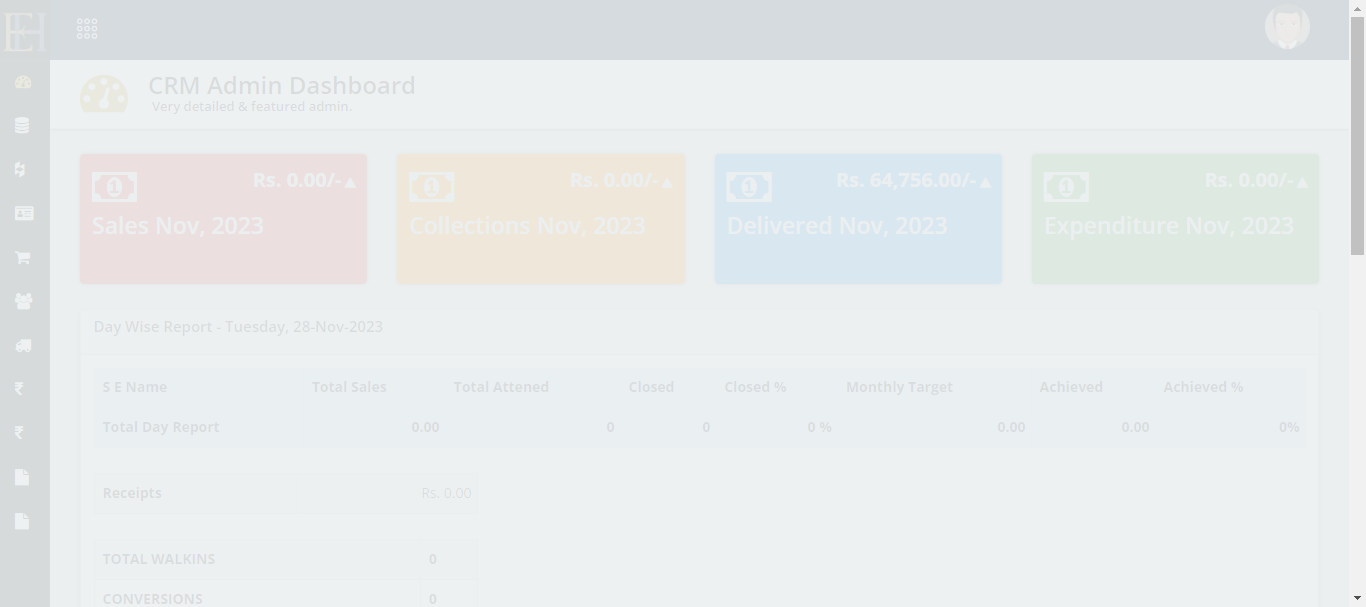 EH
CRM Admin Dashboard
Very detailed & featured admin.
Rs. 0.00/- ▲
Sales Nov, 2023
Rs. 0.00/- ▲
Collections Nov, 2023
Rs. 64,756.00/- ▲
Delivered Nov, 2023
Rs. 0.00/- ▲
Expenditure Nov, 2023
Day Wise Report - Tuesday, 28-Nov-2023
S E Name Total Sales Total Attened Closed Closed % Monthly Target Achieved Achieved %
Total Day Report 0.00 0 0 0 % 0.00 0.00 0%
Receipts Rs. 0.00
TOTAL WALKINS 0
CONVERSIONS 0